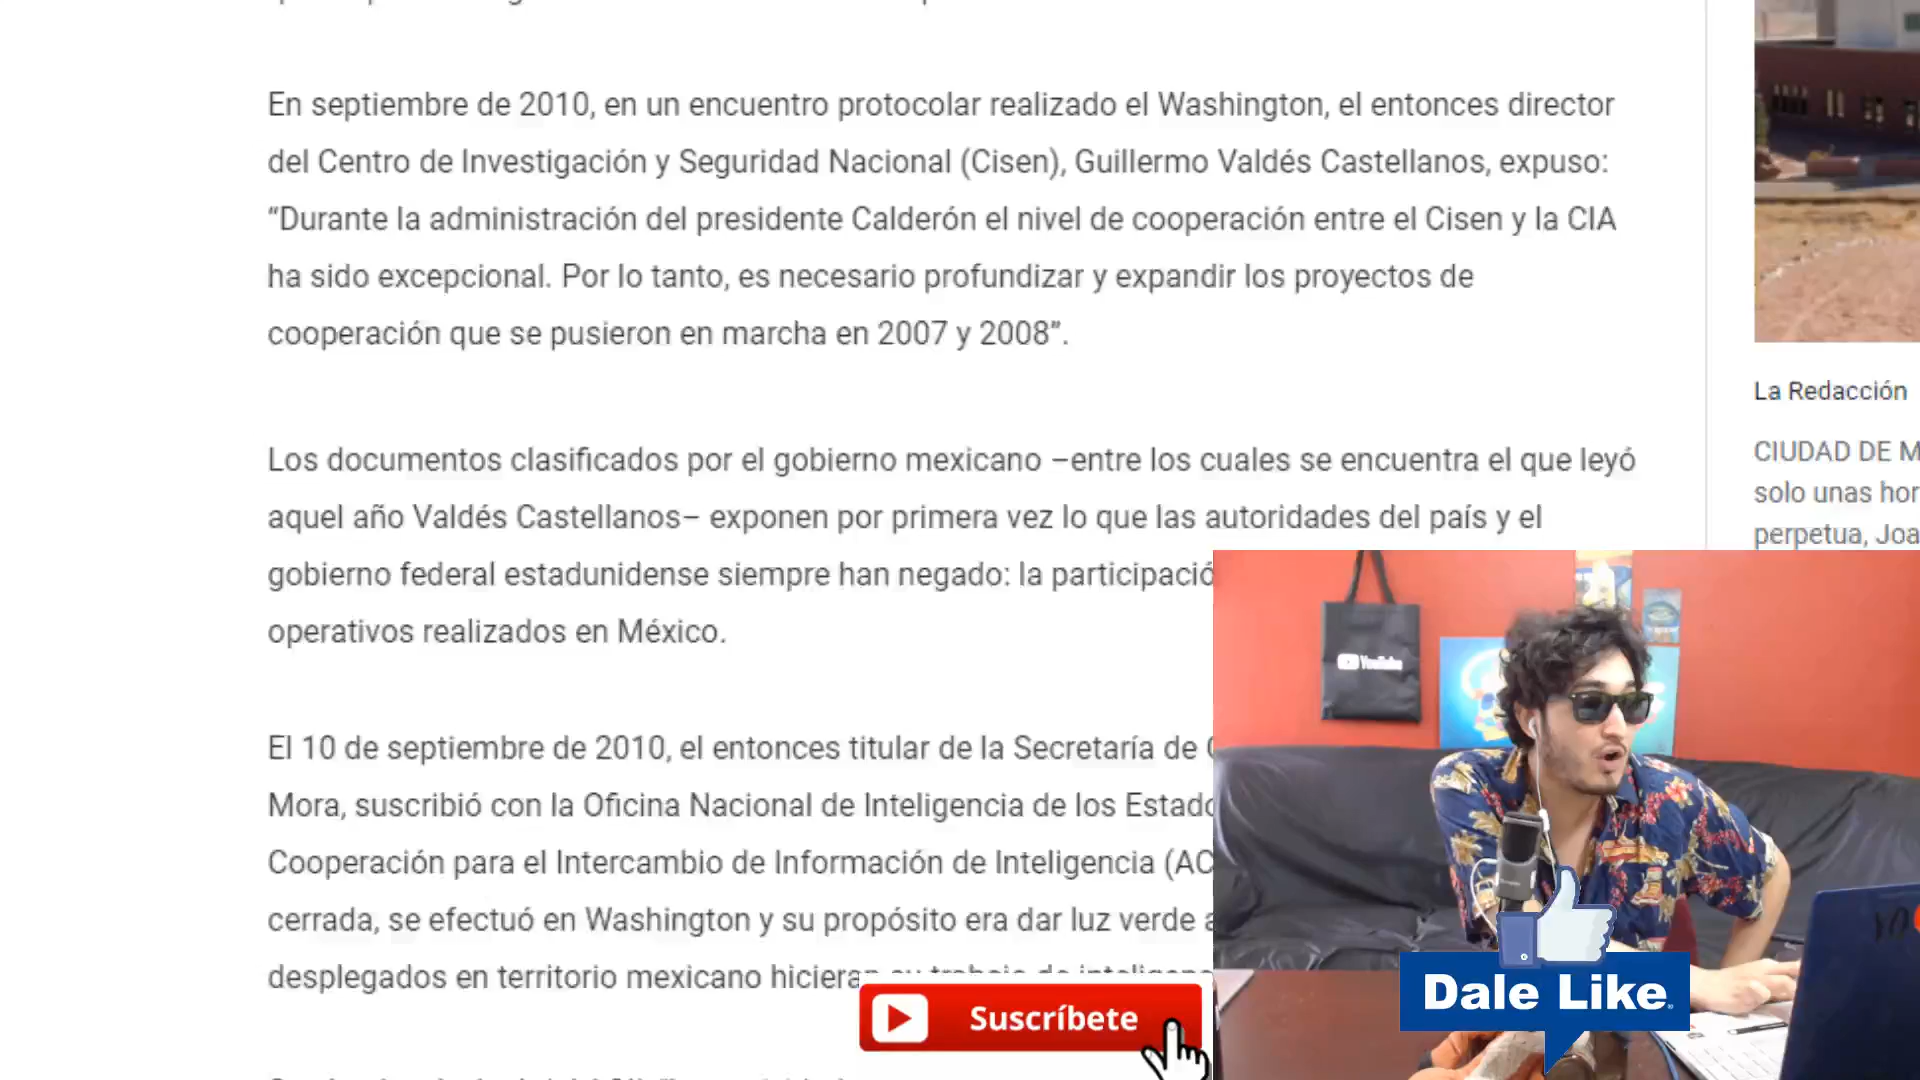 En septiembre de 2010, en un encuentro protocolar realizado el Washington, el entonces director
del Centro de Investigación y Seguridad Nacional (Cisen), Guillermo Valdés Castellanos, expuso:
“Durante la administración del presidente Calderón el nivel de cooperación entre el Cisen y la CIA
ha sido excepcional. Por lo tanto, es necesario profundizar y expandir los proyectos de
cooperación que se pusieron en marcha en 2007 y 2008”.
Los documentos clasificados por el gobierno mexicano –entre los cuales se encuentra el que leyó
aquel año Valdés Castellanos– exponen por primera vez lo que las autoridades del país y el
gobierno federal estadunidense siempre han negado: la participació
operativos realizados en México.
El 10 de septiembre de 2010, el entonces titular de la Secretaría de
Mora, suscribió con la Oficina Nacional de Inteligencia de los Estado
Cooperación para el Intercambio de Información de Inteligencia (AC
cerrada, se efectuó en Washington y su propósito era dar luz verde a
desplegados en territorio mexicano hicieran su trabajo de inteligenc
La Redacción
CIUDAD DE M
solo unas hor
perpetua, Joa
YouTube
Dale Like
Suscríbete